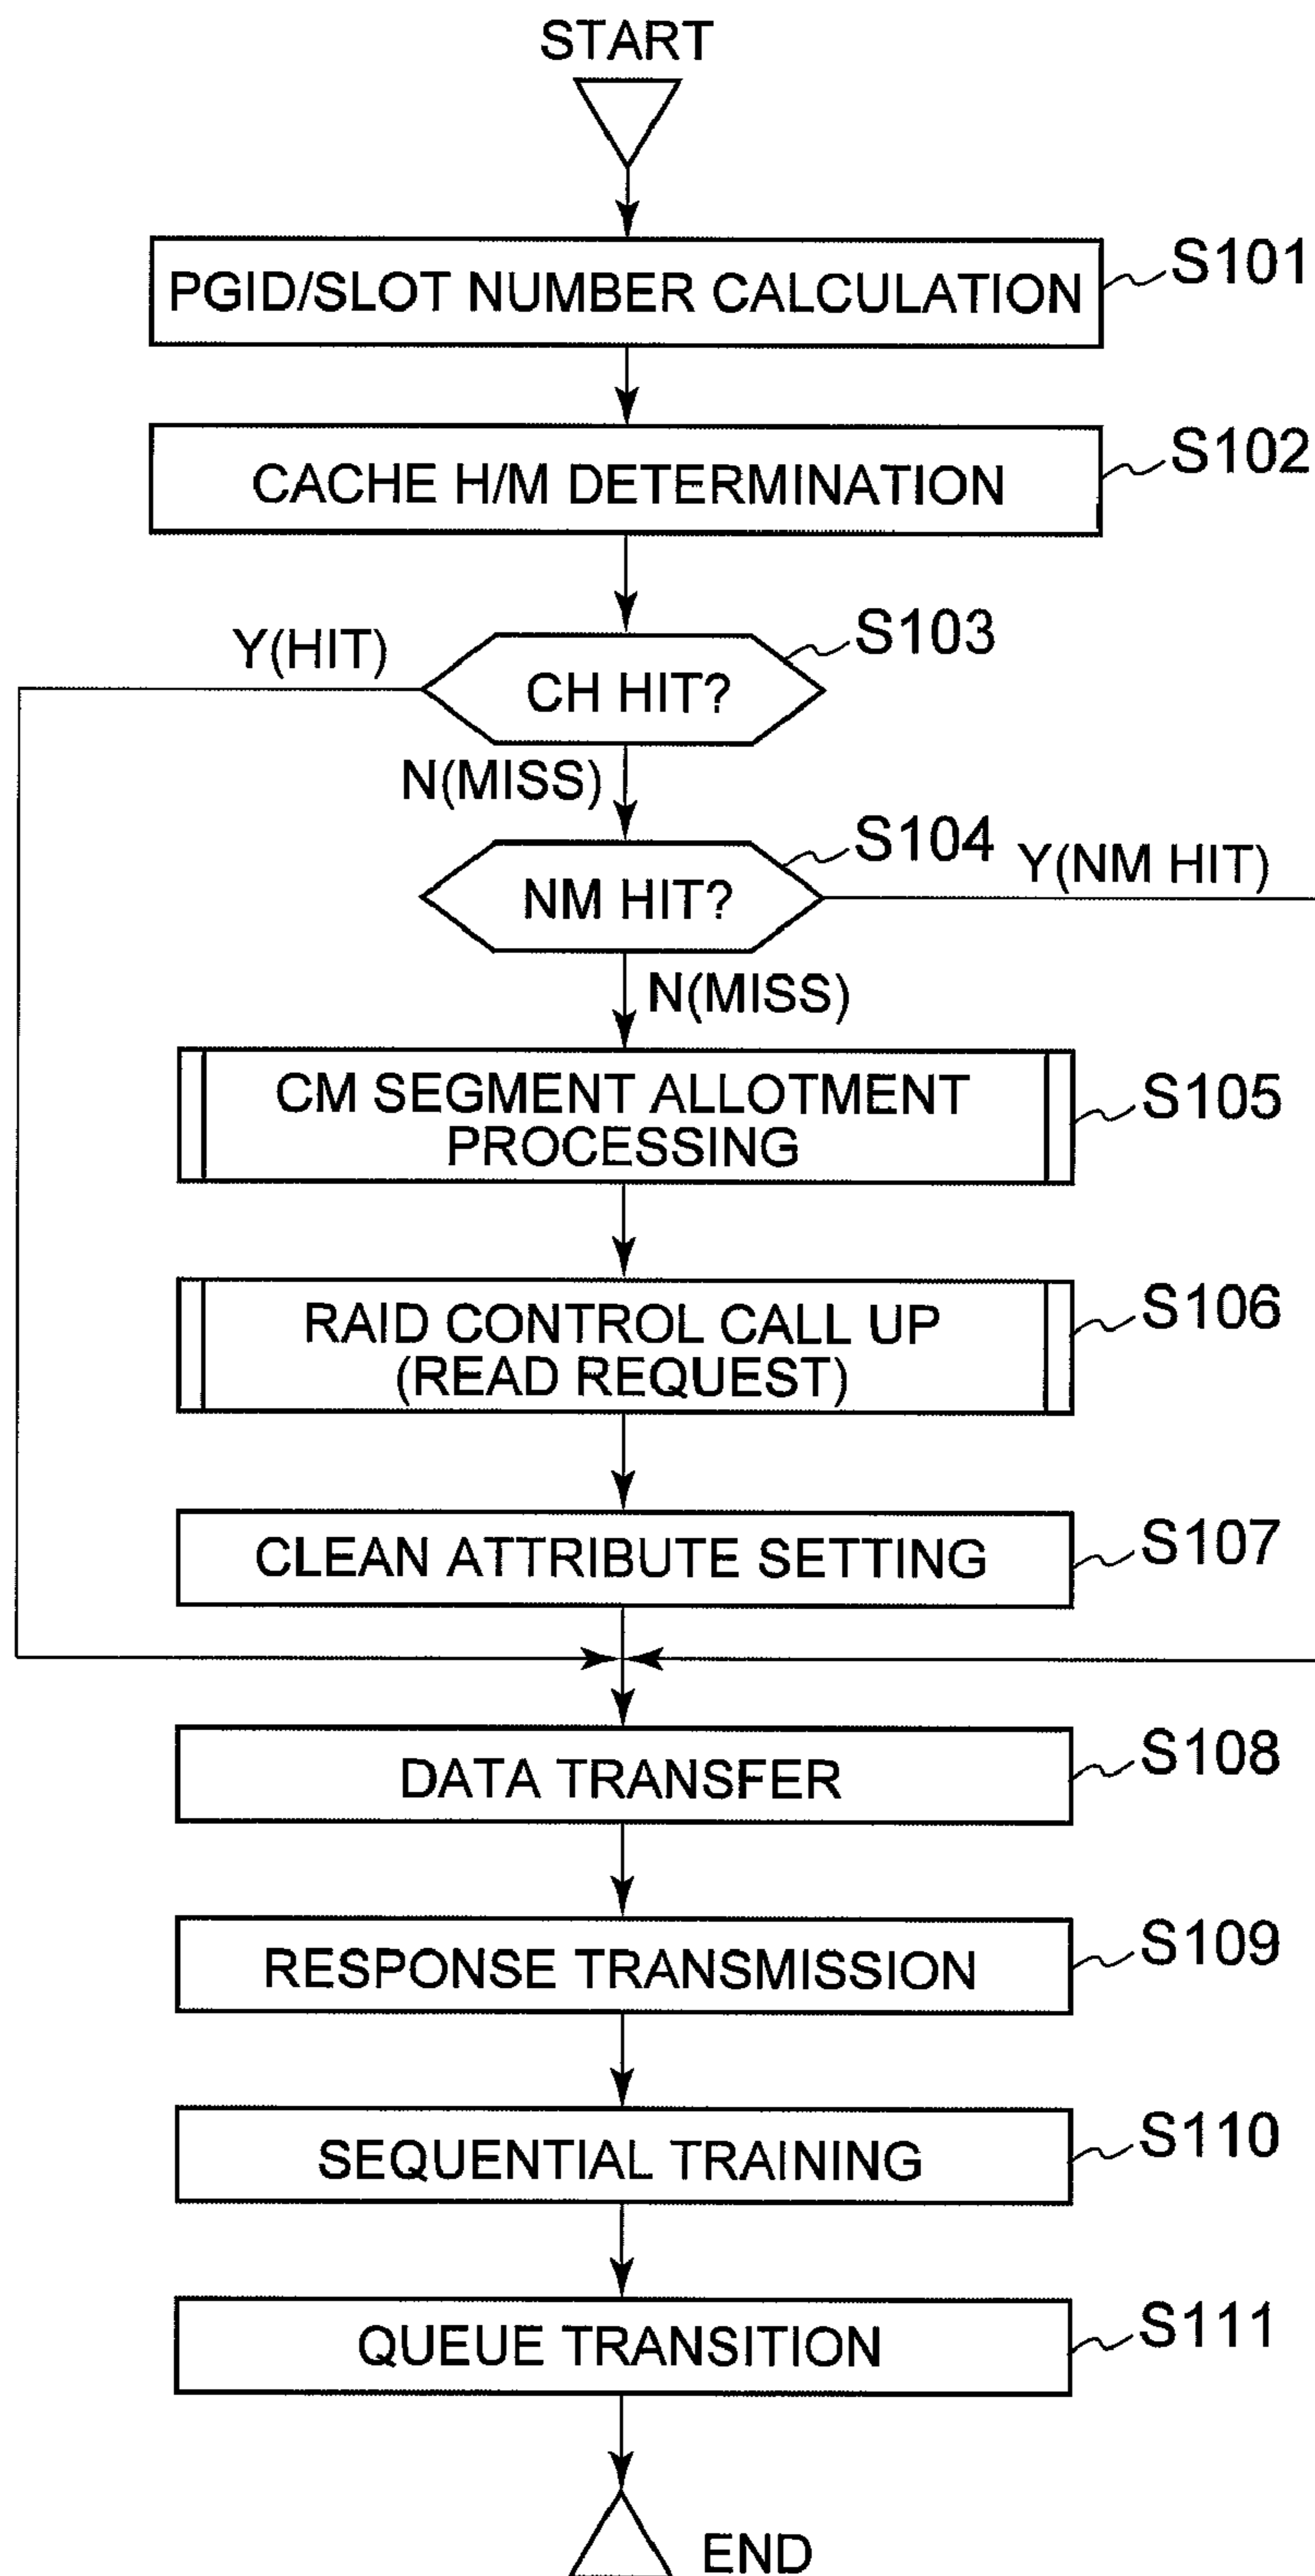 START
PGID/SLOT NUMBER CALCULATION
S101
CACHE H/M DETERMINATION
S102
Y(HIT)
CH HIT?
S103
N(MISS)
NM HIT?
S104
Y(NM HIT)
N(MISS)
CM SEGMENT ALLOTMENT
PROCESSING
S105
RAID CONTROL CALL UP
(READ REQUEST)
S106
CLEAN ATTRIBUTE SETTING
S107
DATA TRANSFER
S108
RESPONSE TRANSMISSION
S109
SEQUENTIAL TRAINING
S110
QUEUE TRANSITION
S111
END